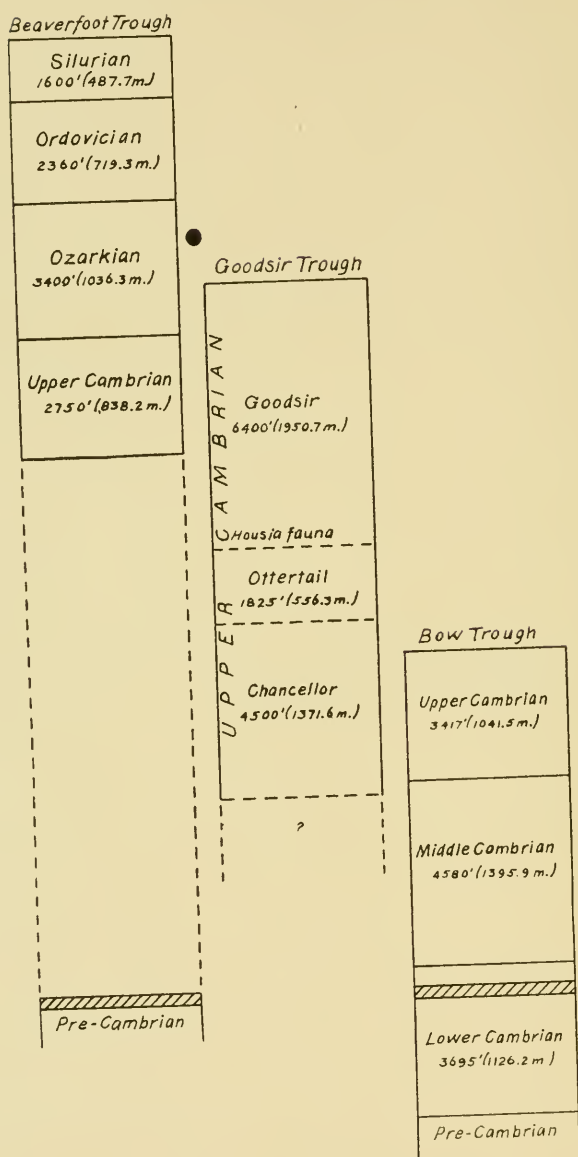 Beaverfoot Trough
Silurian
1600'(487.7m.)
Ordovician
2360'(719.3m.)
Ozarkian
3400'(1036.3m.)
Upper Cambrian
2750'(838.2m.)
Pre-Cambrian
Goodsir Trough
UPPER CAMBRIAN
Goodsir
6400'(1950.7m.)
Housia fauna
Ottertail
1825'(556.3m.)
Chancellor
4500'(1371.6m.)
?
Bow Trough
Upper Cambrian
3417'(1041.5m.)
Middle Cambrian
4580'(1395.9m.)
Lower Cambrian
3695'(1126.2m)
Pre-Cambrian